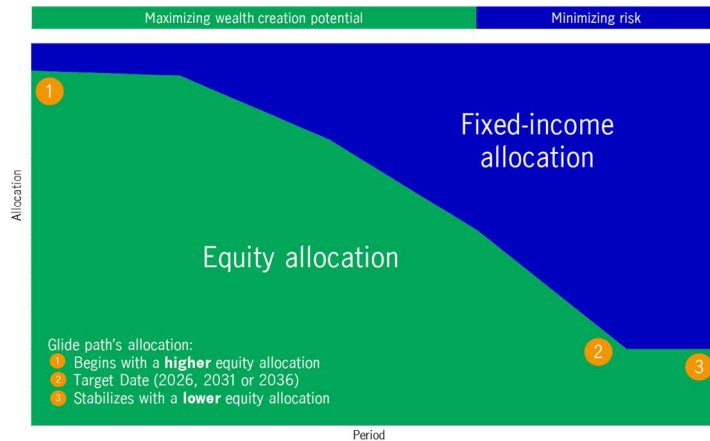 Maximizing wealth creation potential
Minimizing risk
1
Fixed-income
allocation
Allocation
Equity allocation
Glide path's allocation:
1 Begins with a higher equity allocation
2 Target Date (2026, 2031 or 2036)
3 Stabilizes with a lower equity allocation
2
3
Period